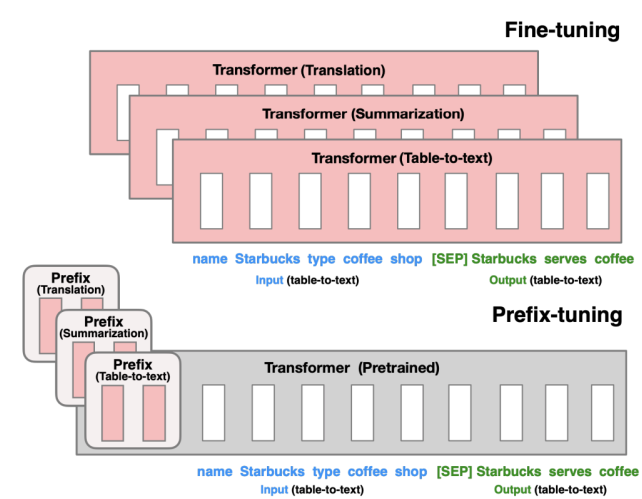 Fine-tuning
Transformer (Translation)
Transformer (Summarization)
Transformer (Table-to-text)
name Starbucks type coffee shop [SEP] Starbucks serves coffee
Input (table-to-text) Output (table-to-text)
Prefix-tuning
Prefix
(Translation)
Prefix
(Summarization)
Prefix
(Table-to-text)
Transformer (Pretrained)
name Starbucks type coffee shop [SEP] Starbucks serves coffee
Input (table-to-text) Output (table-to-text)